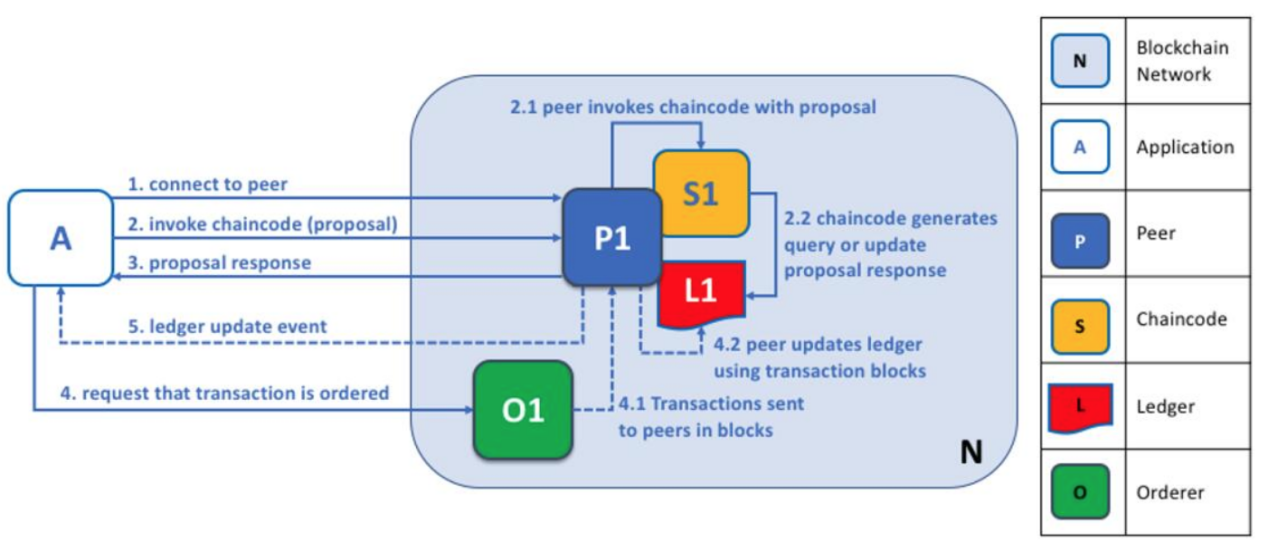 2.1 peer invokes chaincode with proposal
1. connect to peer
2. invoke chaincode (proposal)
3. proposal response
A
P1
S1
2.2 chaincode generates
query or update
proposal response
L1
5. ledger update event
4.2 peer updates ledger
using transaction blocks
4. request that transaction is ordered
O1
4.1 Transactions sent
to peers in blocks
N
N
Blockchain
Network
A
Application
P
Peer
S
Chaincode
L
Ledger
O
Orderer